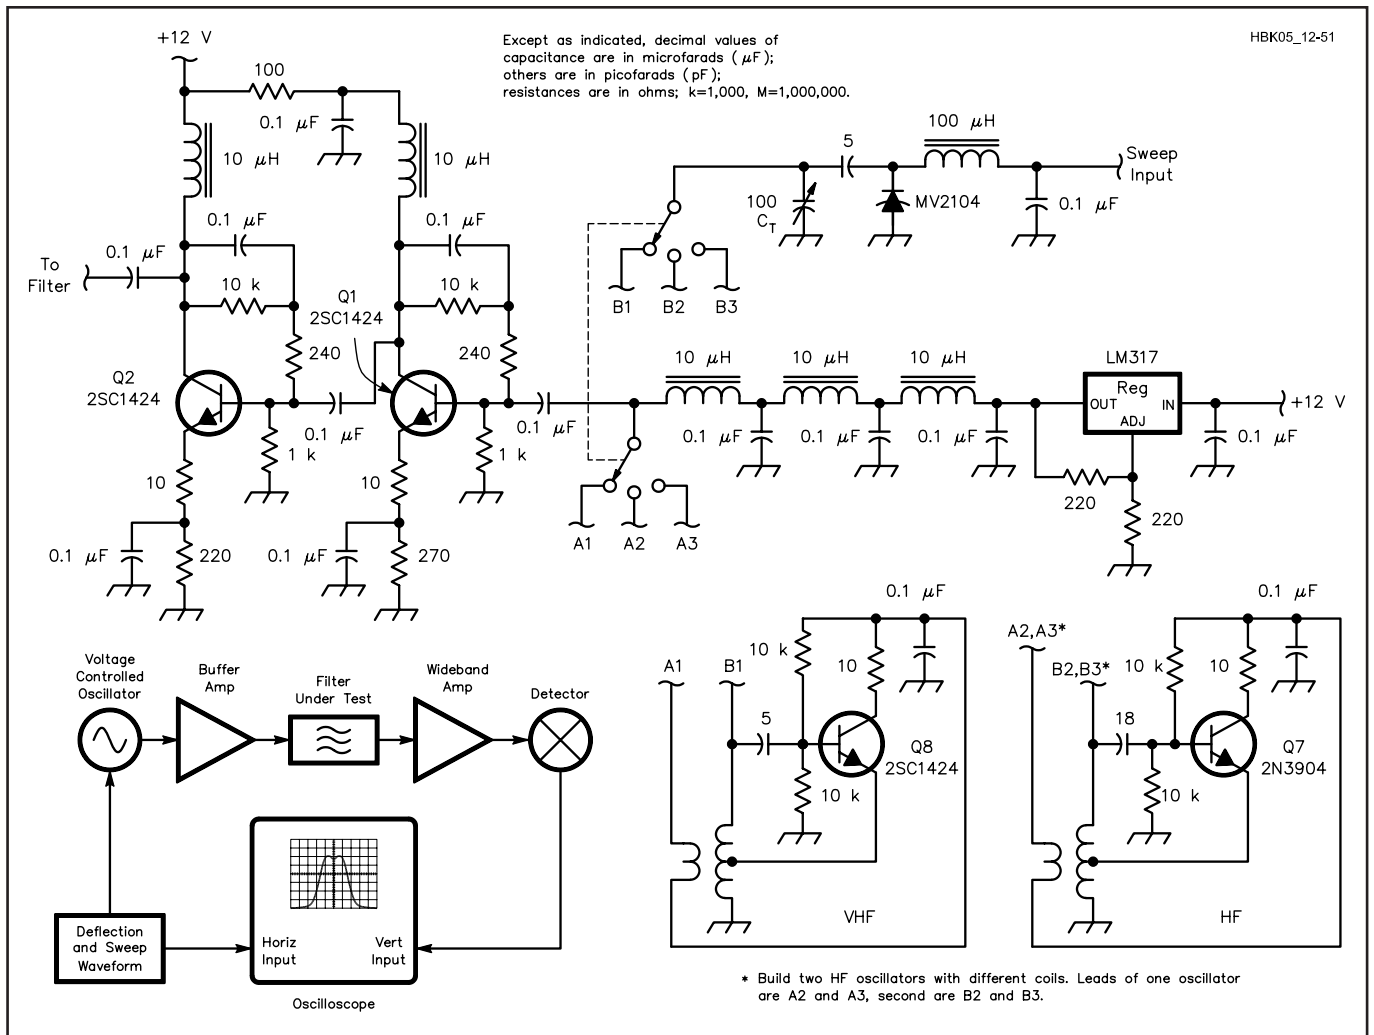 HBK05_12-51
Except as indicated, decimal values of
capacitance are in microfarads (μF);
others are in picofarads (pF);
resistances are in ohms; k=1,000, M=1,000,000.
+12 V
100
0.1 μF
10 μH
10 μH
0.1 μF
0.1 μF
0.1 μF
To
Filter
10 k
10 k
Q1
2SC1424
240
240
Q2
2SC1424
0.1 μF
0.1 μF
1 k
1 k
10
10
0.1 μF
220
0.1 μF
270
5
100 μH
Sweep
Input
100
CT
MV2104
0.1 μF
B1
B2
B3
10 μH
10 μH
10 μH
LM317
Reg
OUT
IN
ADJ
+12 V
0.1 μF
0.1 μF
0.1 μF
0.1 μF
220
220
A1
A2
A3
Voltage
Controlled
Oscillator
Buffer
Amp
Filter
Under Test
Wideband
Amp
Detector
Deflection
and Sweep
Waveform
Horiz
Input
Vert
Input
Oscilloscope
0.1 μF
A1
B1
10 k
10
5
Q8
2SC1424
10 k
VHF
0.1 μF
A2,A3*
B2,B3*
10 k
10
18
Q7
2N3904
10 k
HF
* Build two HF oscillators with different coils. Leads of one oscillator
are A2 and A3, second are B2 and B3.